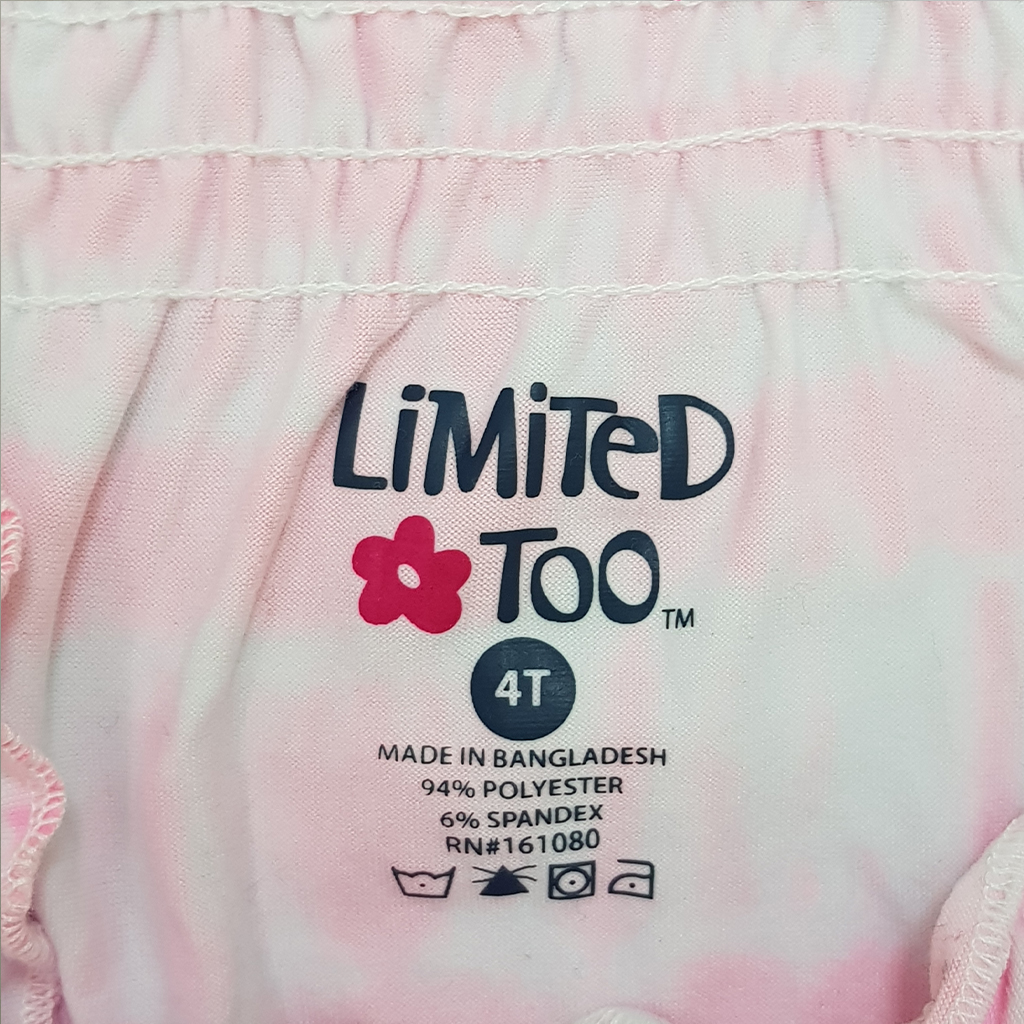 LiMiTeD
Too™
4T
MADE IN BANGLADESH
94% POLYESTER
6% SPANDEX
RN#161080